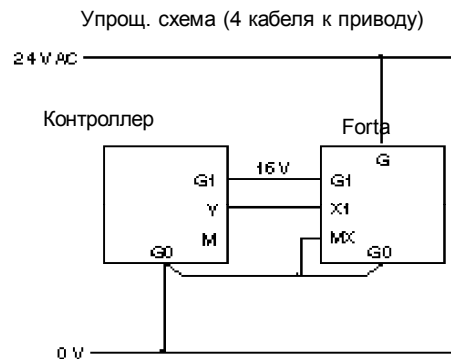 Упрощ. схема (4 кабеля к приводу)
24 V AC
Контроллер
Forta
G
G1
16 V
G1
Y
X1
M
MX
G0
G0
0 V